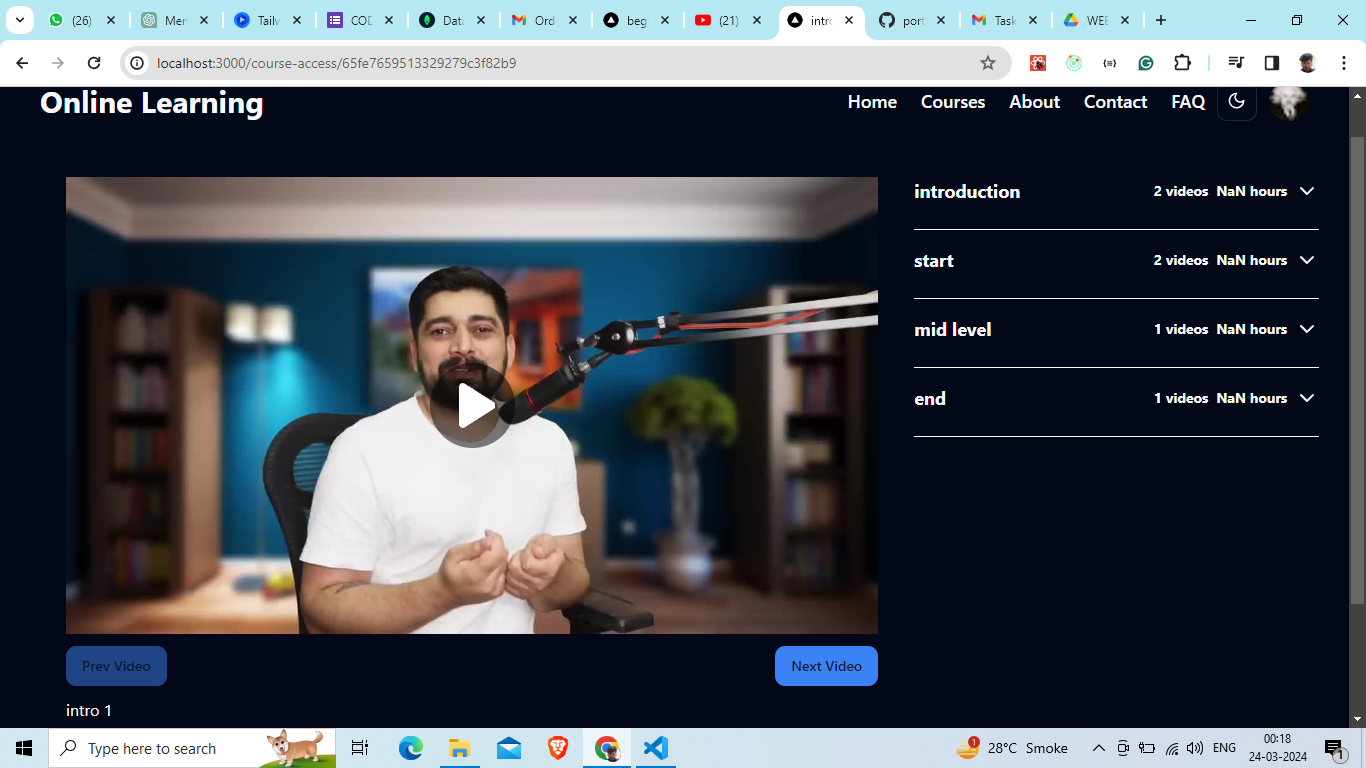 (26)
Mer
Tailw
COD
Data
Ord
beg
(21)
intro
port
Task
WEB
localhost:3000/course-access/65fe7659513329279c3f82b9
Online Learning
Home Courses About Contact FAQ
introduction 2 videos NaN hours
start 2 videos NaN hours
mid level 1 videos NaN hours
end 1 videos NaN hours
Prev Video Next Video
intro 1
Type here to search
1
28°C Smoke
ENG
00:18
24-03-2024
1